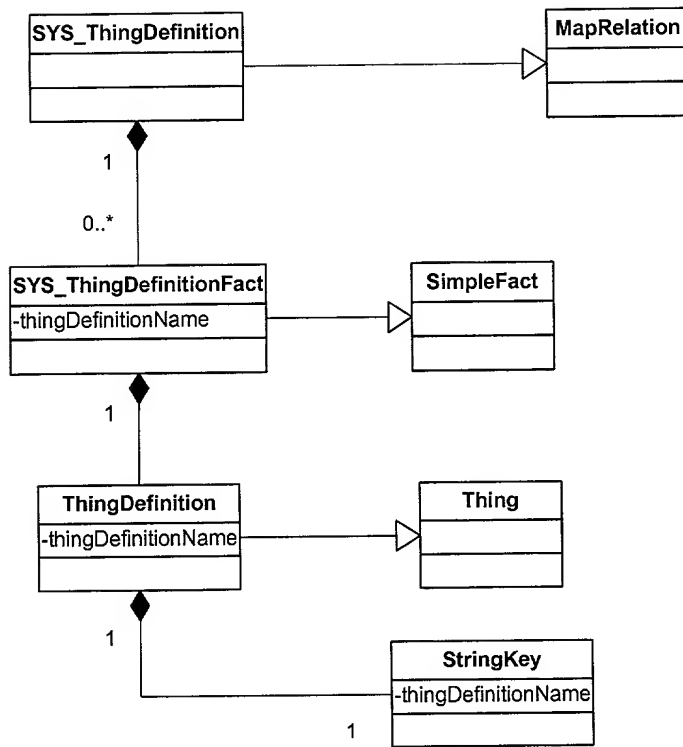 SYS_ThingDefinition
MapRelation
1
0..*
SYS_ThingDefinitionFact
-thingDefinitionName
SimpleFact
1
ThingDefinition
-thingDefinitionName
Thing
1
StringKey
-thingDefinitionName
1